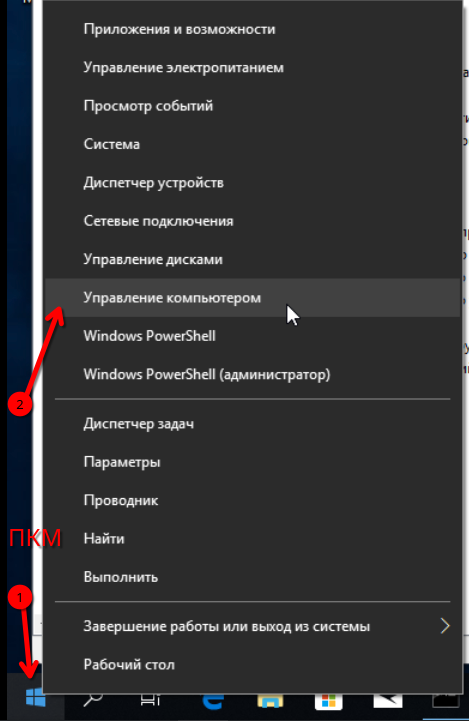 Приложения и возможности
Управление электропитанием
Просмотр событий
Система
Диспетчер устройств
Сетевые подключения
Управление дисками
Управление компьютером
Windows PowerShell
Windows PowerShell (администратор)
2
Диспетчер задач
Параметры
Проводник
ПКМ Найти
Выполнить
1
Завершение работы или выход из системы
Рабочий стол